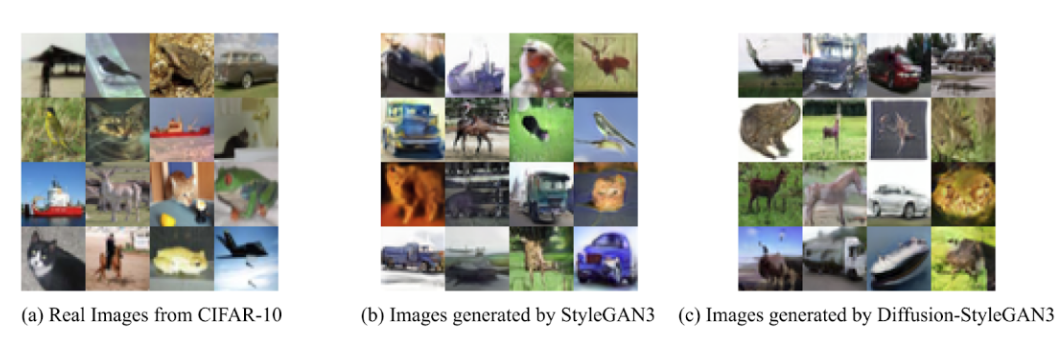 (a) Real Images from CIFAR-10
(b) Images generated by StyleGAN3
(c) Images generated by Diffusion-StyleGAN3